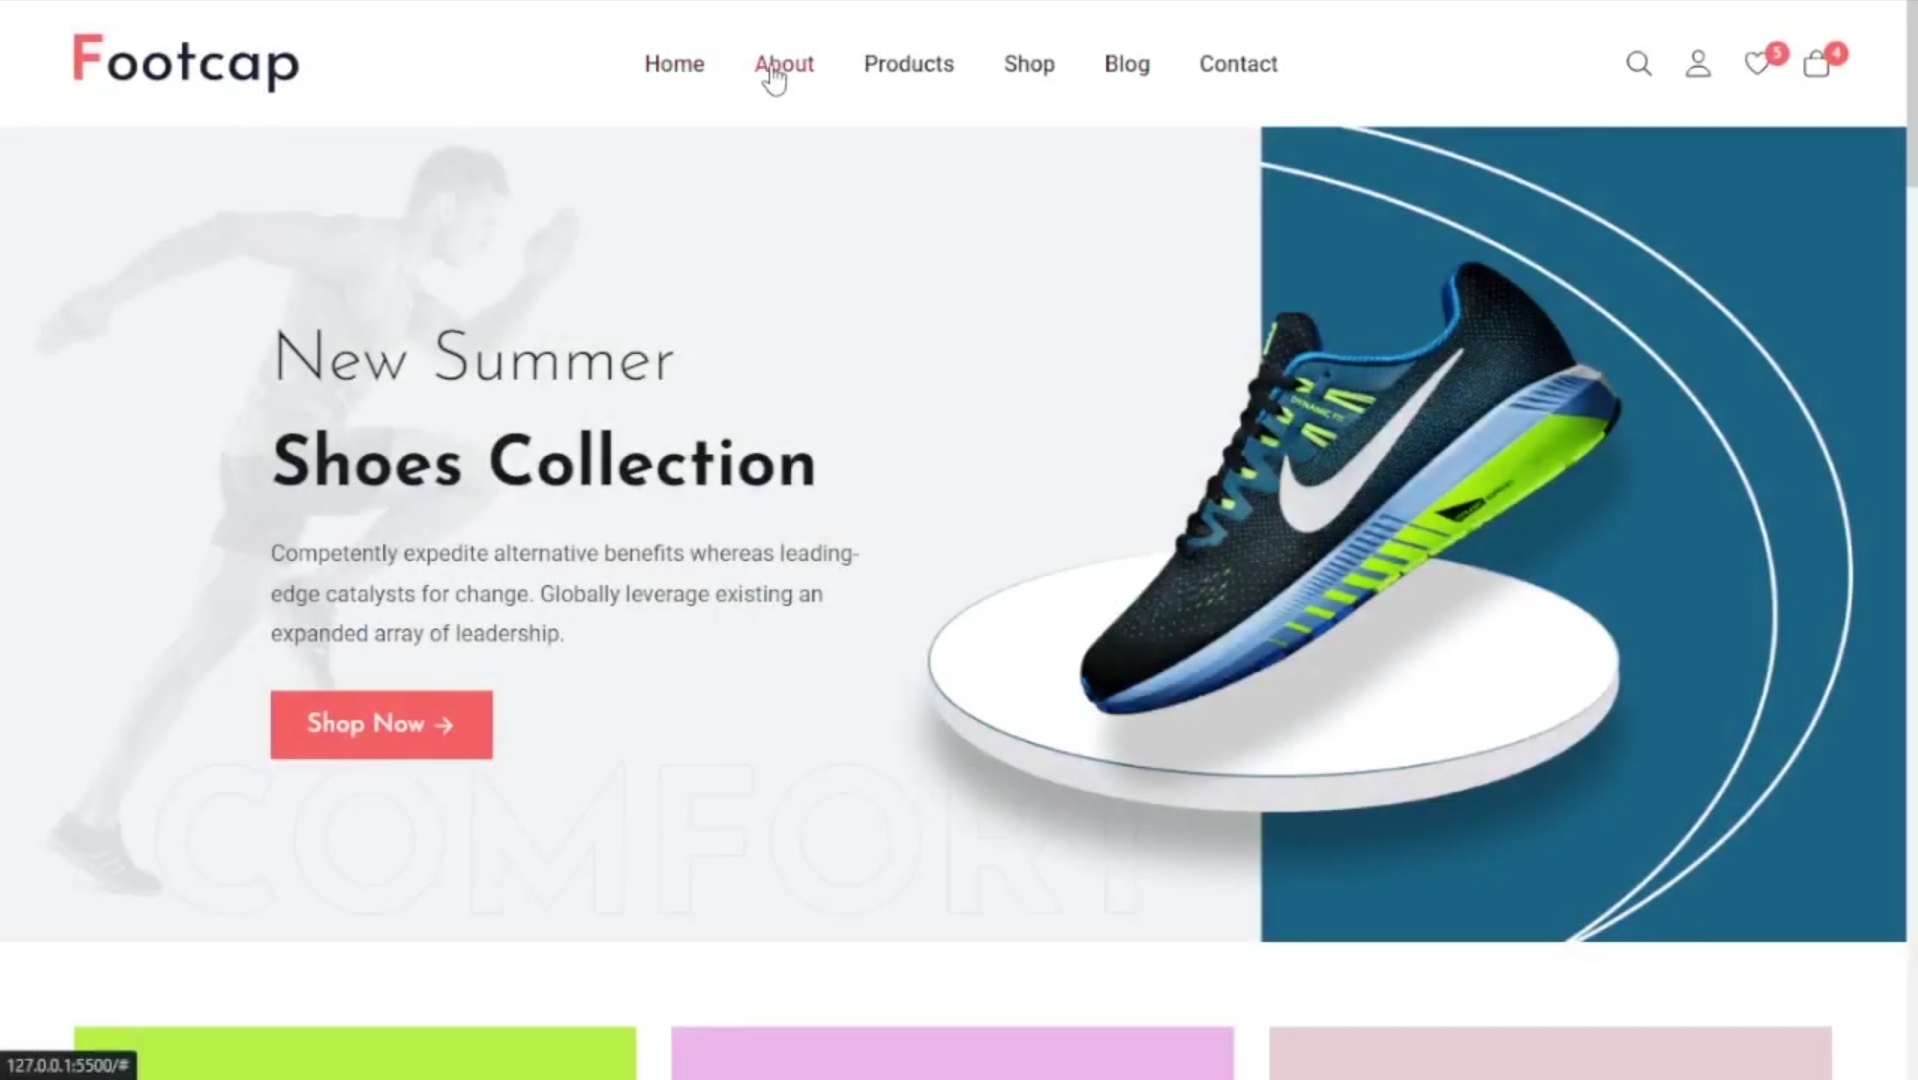 Footcap
Home About Products Shop Blog Contact
5 4
New Summer
Shoes Collection
Competently expedite alternative benefits whereas leading-
edge catalysts for change. Globally leverage existing an
expanded array of leadership.
Shop Now →
COMFORT
DYNAMIC FIT
127.0.0.1:5500/#